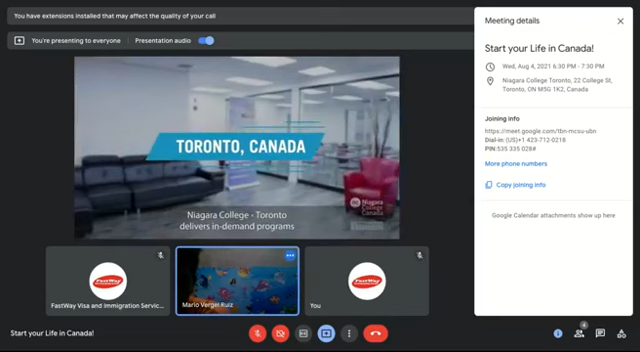 You have extensions installed that may affect the quality of your call
You're presenting to everyone
Presentation audio
TORONTO, CANADA
Niagara College - Toronto
delivers in-demand programs
Niagara
College
Canada
FastWay Visa and Immigration Servic...
Mario Vergel Ruiz
You
Start your Life in Canada!
Meeting details
Start your Life in Canada!
Wed, Aug 4, 2021 6:30 PM - 7:30 PM
Niagara College Toronto, 22 College St,
Toronto, ON M5G 1K2, Canada
Joining info
https://meet.google.com/tbn-mcsu-ubn
Dial-in: (US)+1 423-712-0218
PIN: 535 335 028#
More phone numbers
Copy joining info
Google Calendar attachments show up here
4